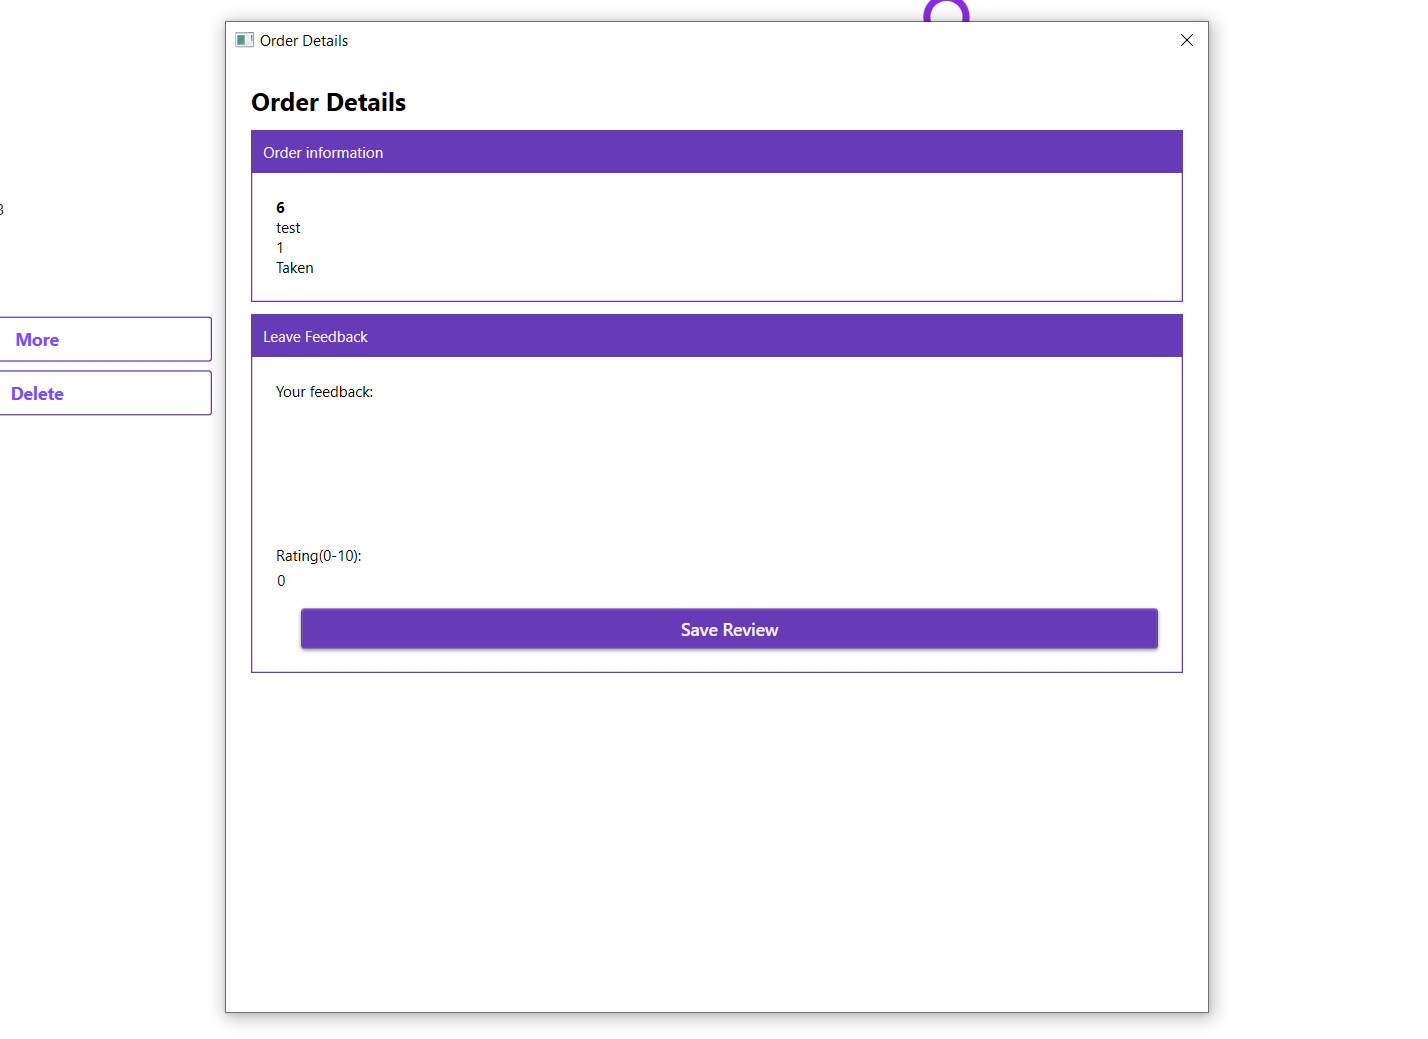 Order Details
Order Details
Order information
6
test
1
Taken
Leave Feedback
Your feedback:
Rating(0-10):
0
Save Review
More
Delete